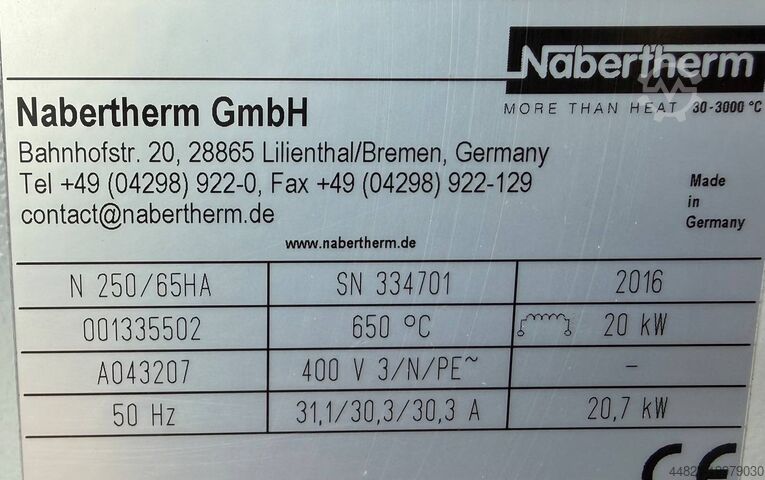 Nabertherm
MORE THAN HEAT 30-3000 °C
Nabertherm GmbH
Bahnhofstr. 20, 28865 Lilienthal/Bremen, Germany
Tel +49 (04298) 922-0, Fax +49 (04298) 922-129
contact@nabertherm.de
Made
in
Germany
www.nabertherm.de
N 250/65HA SN 334701 2016
001335502 650 °C 20 kW
A043207 400 V 3/N/PE~ -
50 Hz 31,1/30,3/30,3 A 20,7 kW
CE